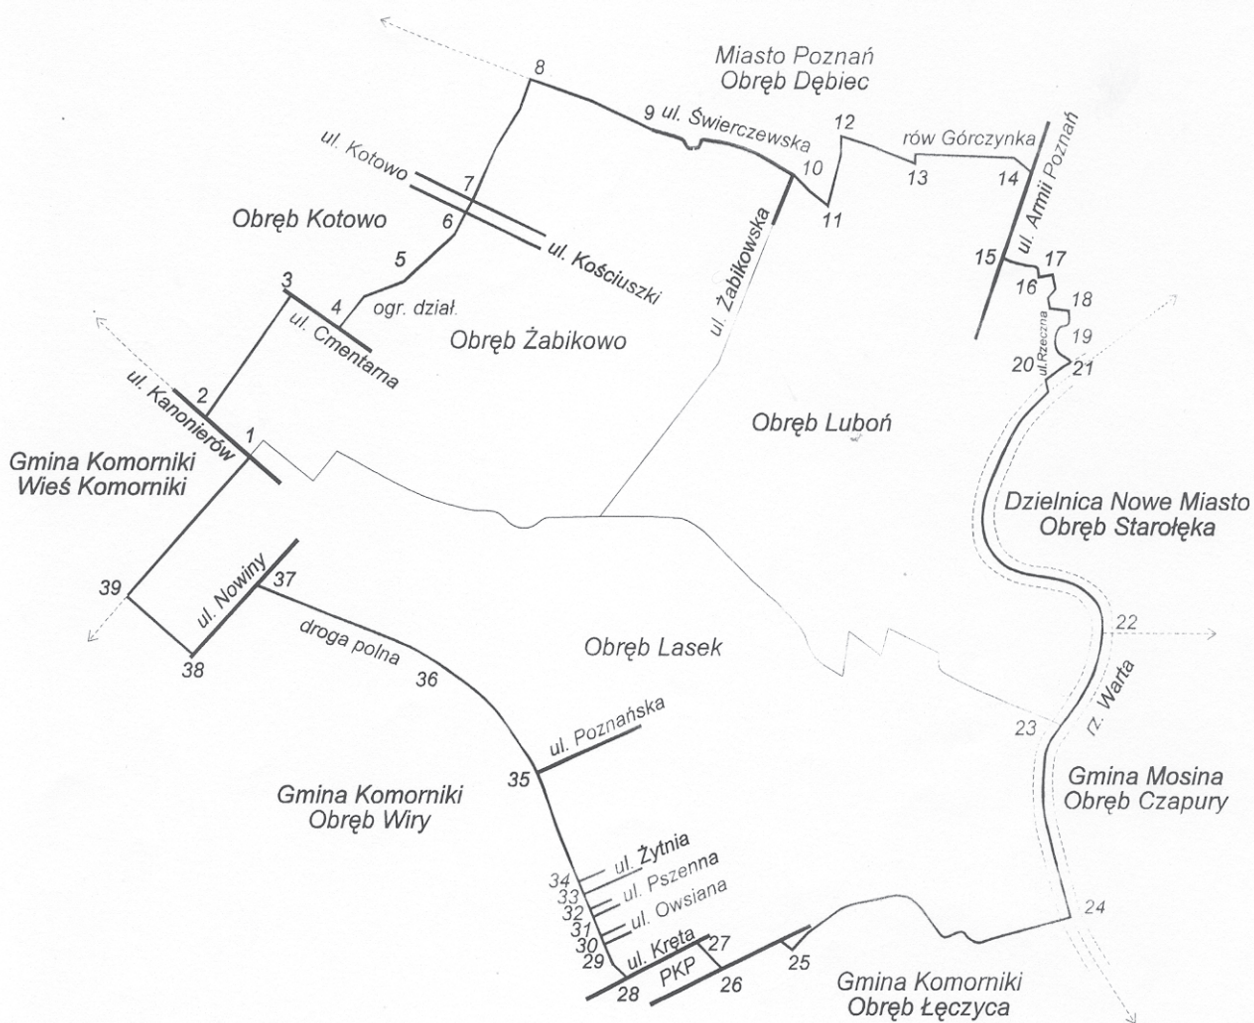 8
Miasto Poznań
Obręb Dębiec
9
ul. Świerczewska
12
rów Górczynka
ul. Kotowo
7
10
13
14
ul. Armii Poznań
Obręb Kotowo
6
11
5
ul. Kościuszki
ul. Żabikowska
15
17
16
3
4
ogr. dział.
18
ul. Cmentarna
Obręb Żabikowo
ul.Rzeczna
19
20
21
2
ul. Kanonierów
1
Obręb Luboń
Gmina Komorniki
Wieś Komorniki
Dzielnica Nowe Miasto
Obręb Starołęka
39
ul. Nowiny
37
22
droga polna
Obręb Lasek
38
36
rz. Warta
23
ul. Poznańska
35
Gmina Mosina
Obręb Czapury
Gmina Komorniki
Obręb Wiry
ul. Żytnia
34
33
ul. Pszenna
32
ul. Owsiana
31
30
24
29
ul. Kręta
27
25
28
PKP
26
Gmina Komorniki
Obręb Łęczyca